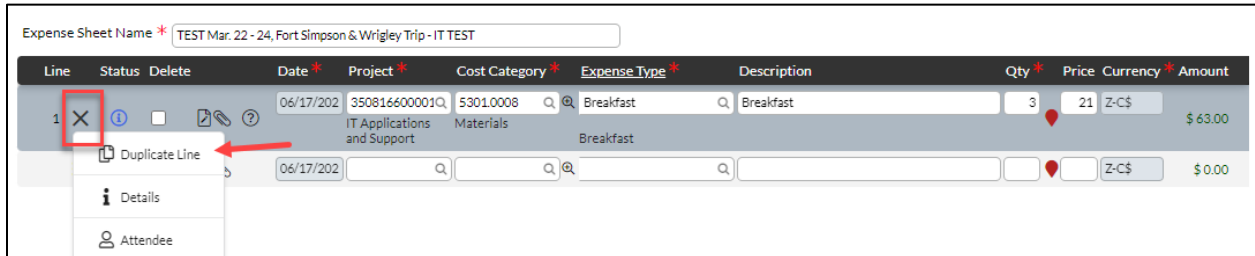 Expense Sheet Name * TEST Mar. 22 - 24, Fort Simpson & Wrigley Trip - IT TEST
Line Status Delete Date * Project * Cost Category * Expense Type * Description Qty * Price Currency * Amount
1 06/17/202 350816600001 5301.0008 Breakfast Breakfast 3 21 Z-C$ $ 63.00
IT Applications and Support Materials Breakfast
Duplicate Line
06/17/202 Z-C$ $ 0.00
Details
Attendee